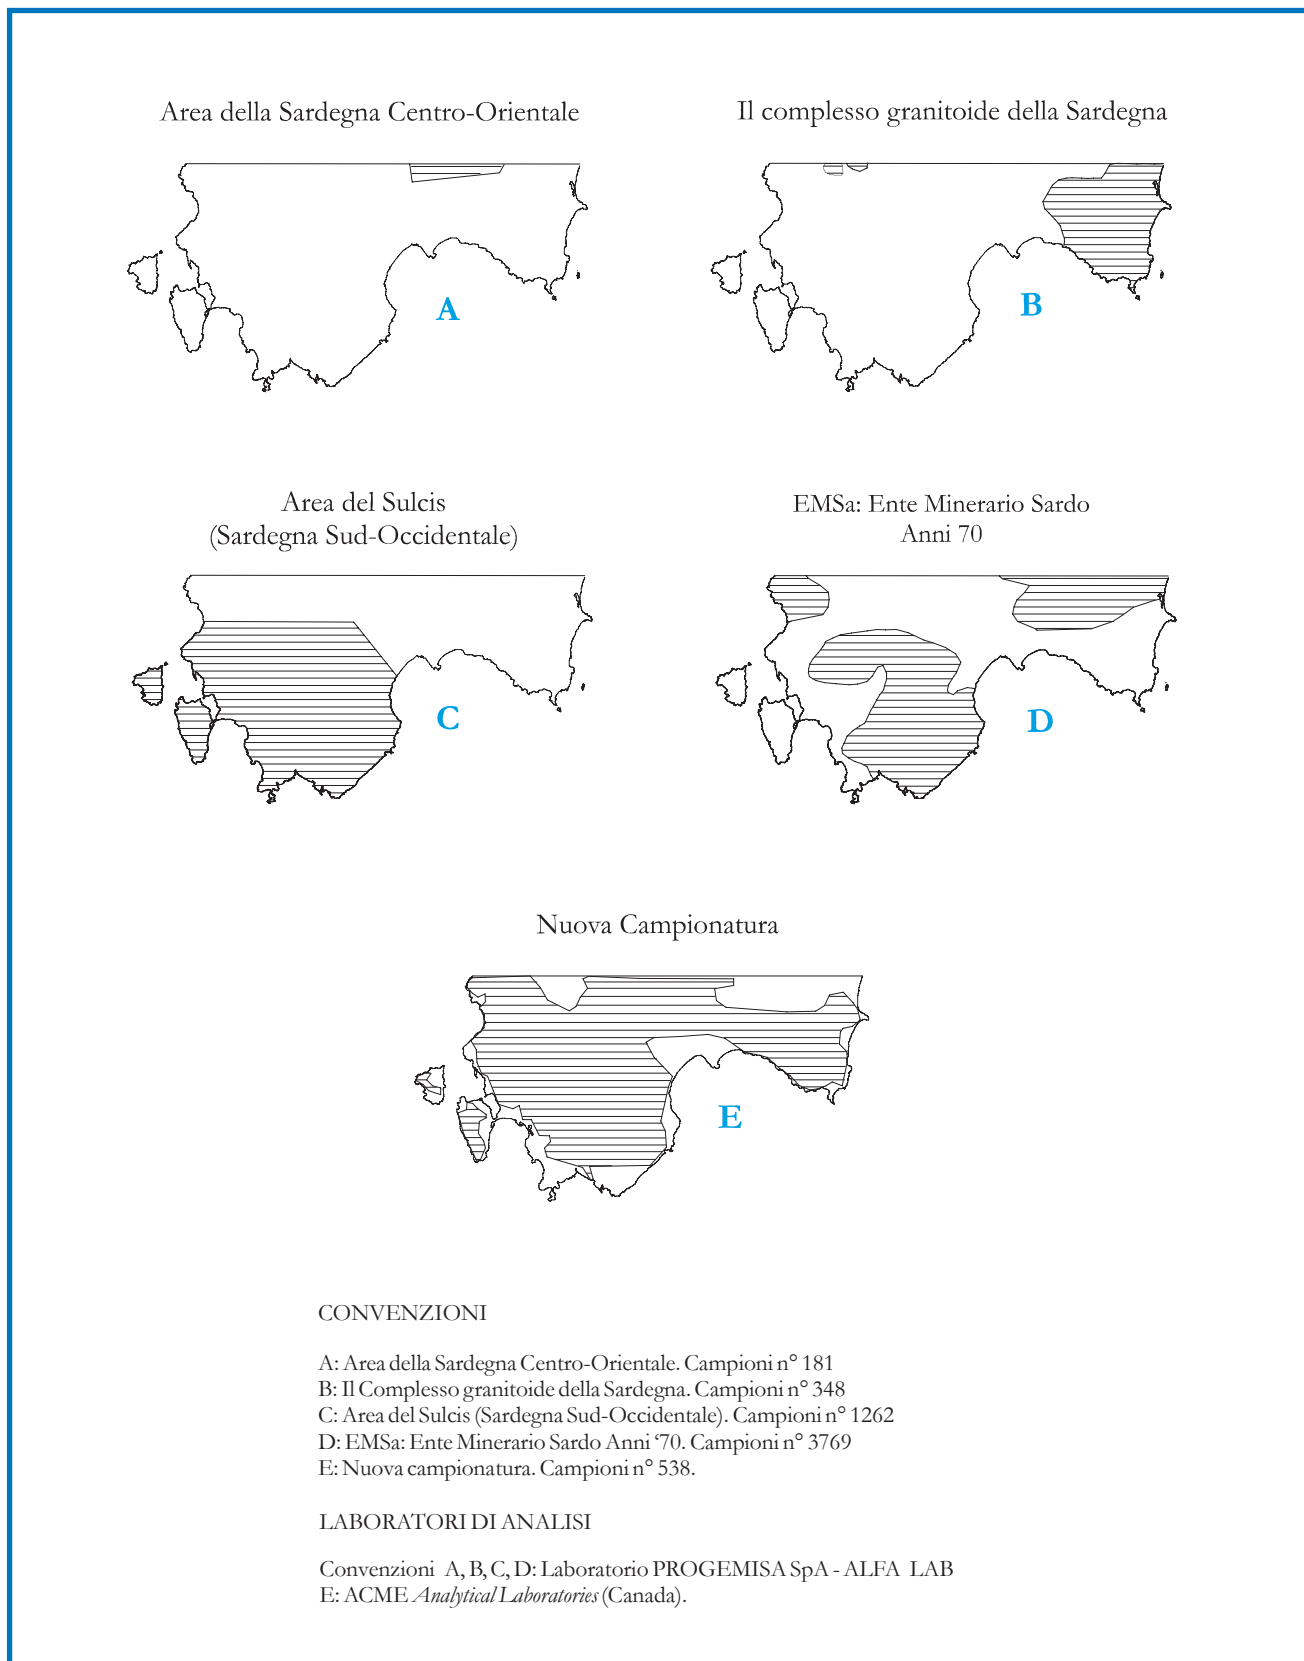 Area della Sardegna Centro-Orientale
Il complesso granitoide della Sardegna
A
B
Area del Sulcis
(Sardegna Sud-Occidentale)
EMSa: Ente Minerario Sardo
Anni 70
C
D
Nuova Campionatura
E
CONVENZIONI
A: Area della Sardegna Centro-Orientale. Campioni n° 181
B: Il Complesso granitoide della Sardegna. Campioni n° 348
C: Area del Sulcis (Sardegna Sud-Occidentale). Campioni n° 1262
D: EMSa: Ente Minerario Sardo Anni ‘70. Campioni n° 3769
E: Nuova campionatura. Campioni n° 538.
LABORATORI DI ANALISI
Convenzioni A, B, C, D: Laboratorio PROGEMISA SpA - ALFA LAB
E: ACME Analytical Laboratories (Canada).